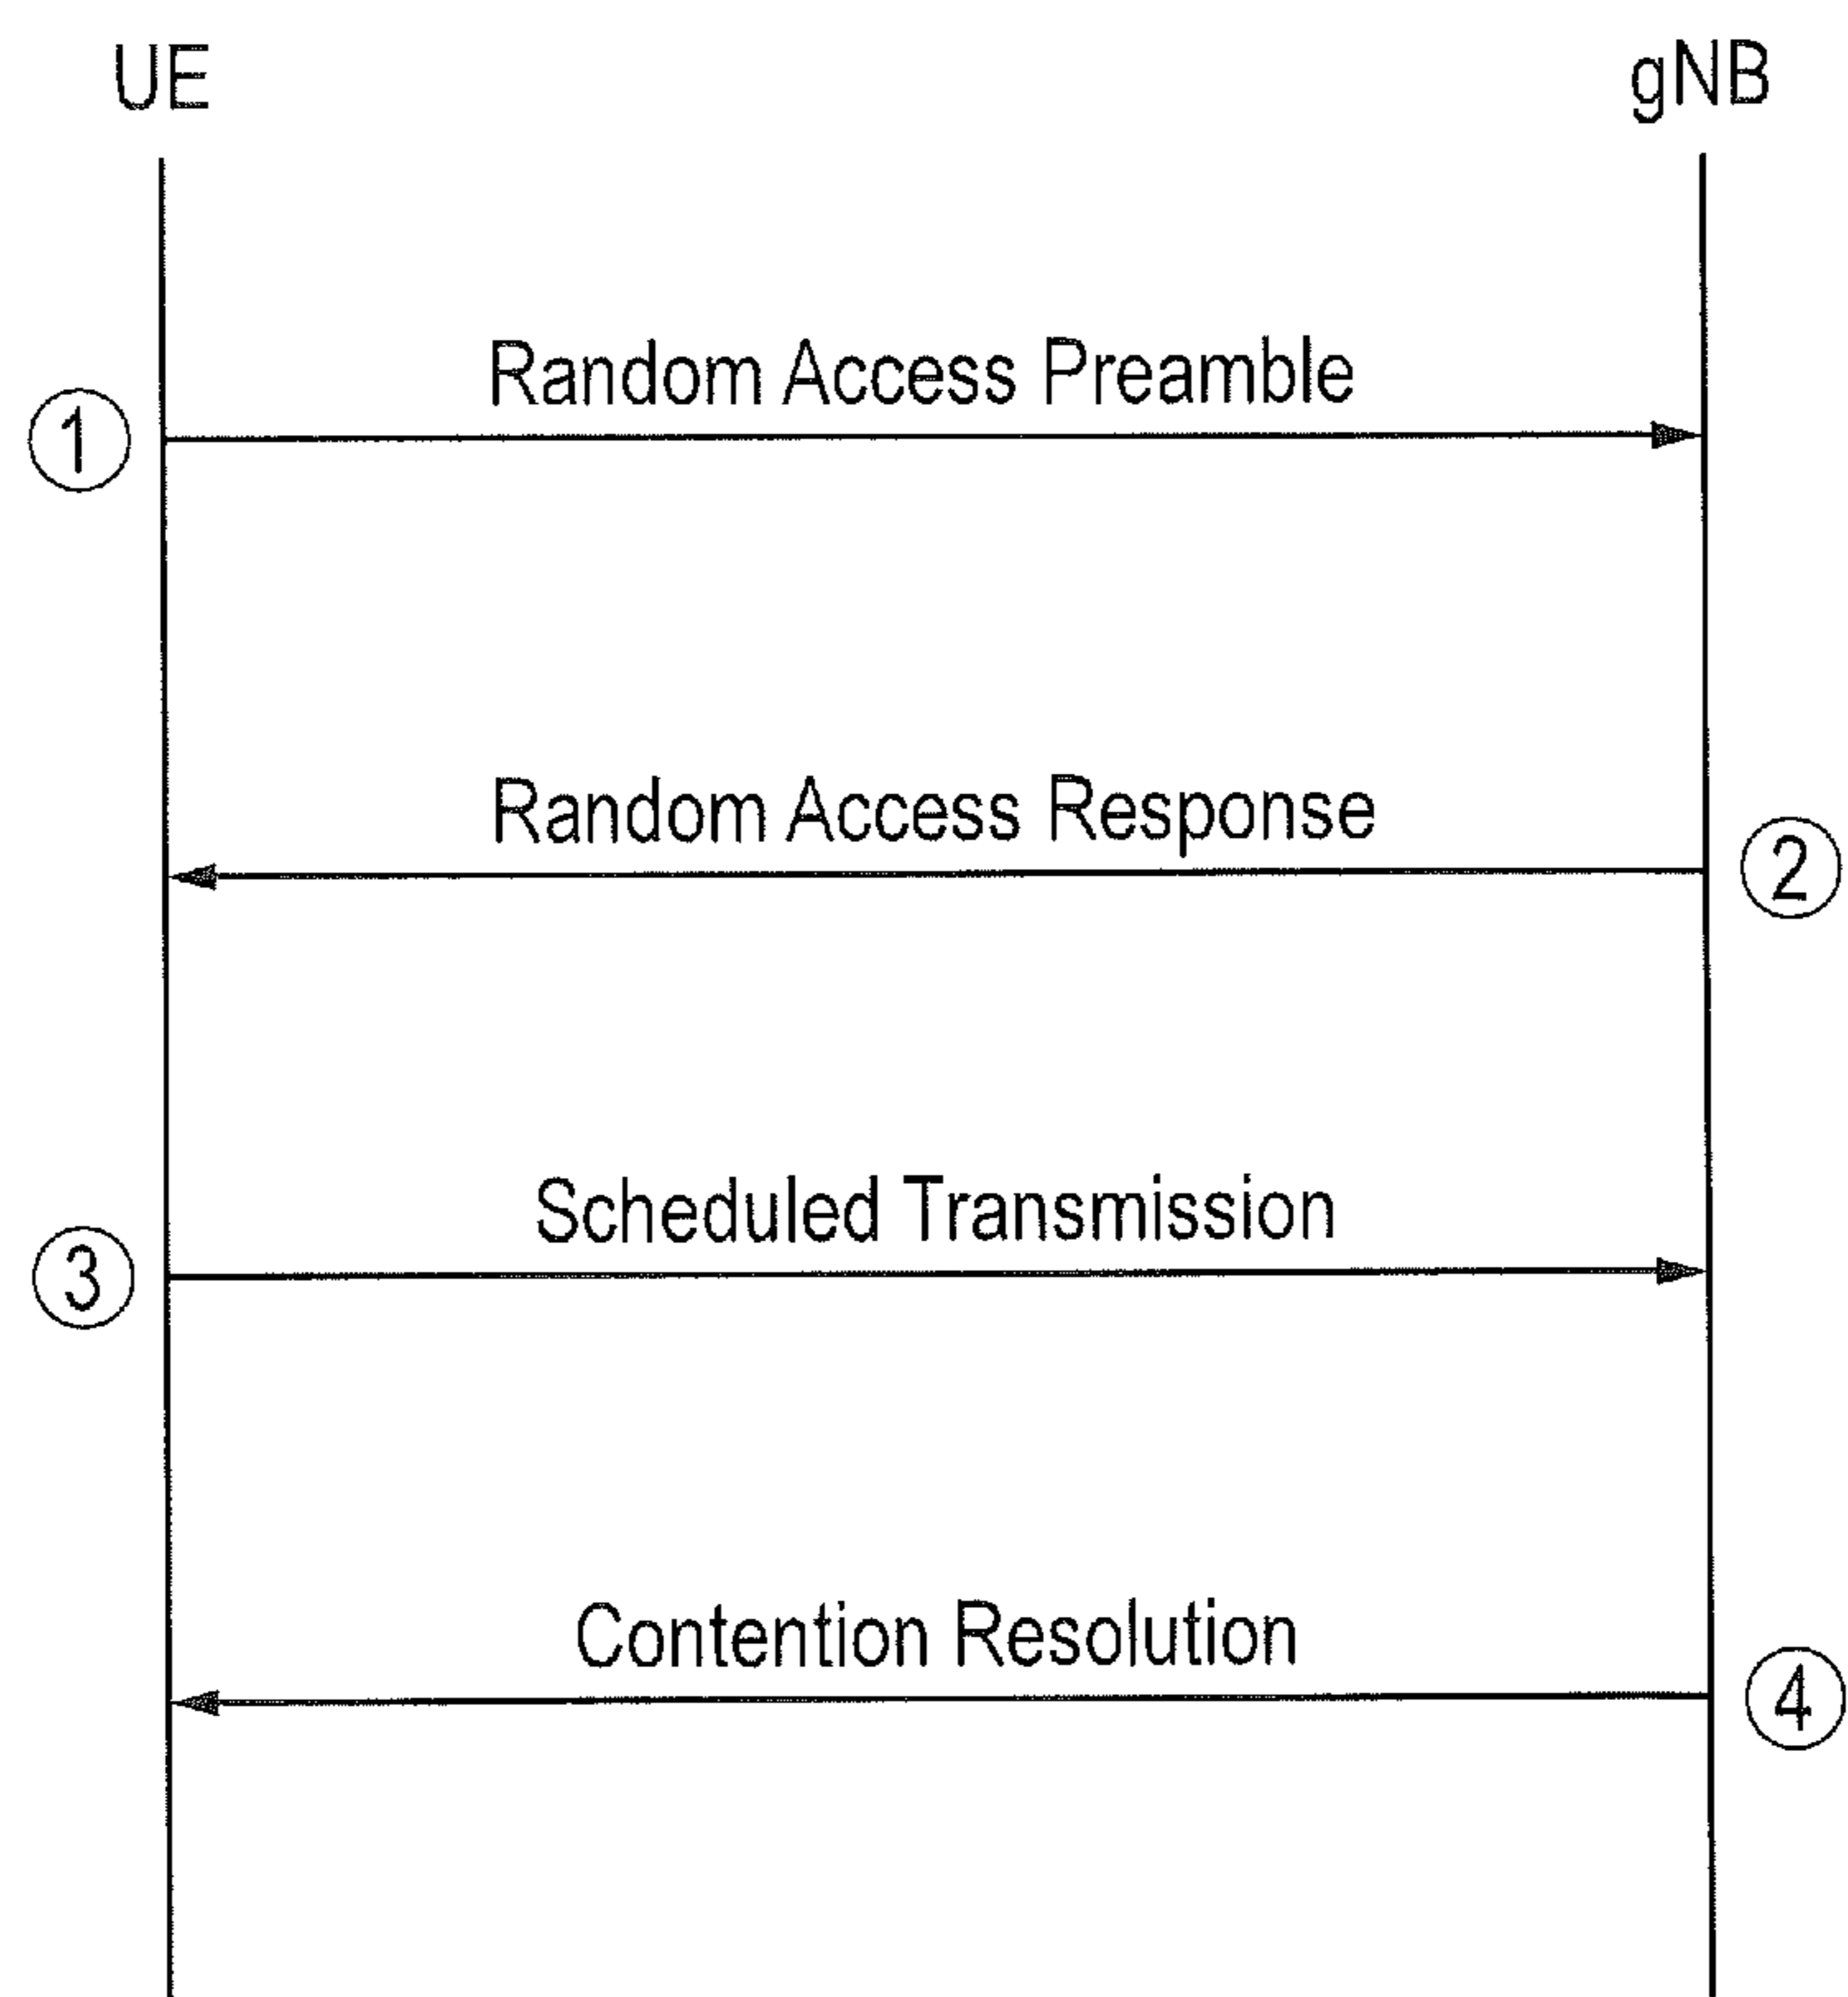 UE gNB
Random Access Preamble
1
Random Access Response
2
Scheduled Transmission
3
Contention Resolution
4